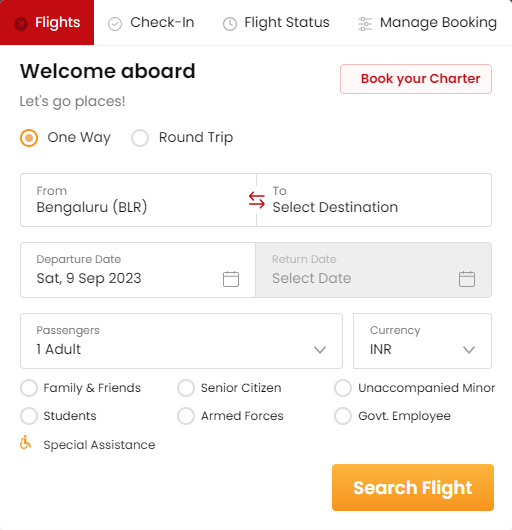 Flights Check-In Flight Status Manage Booking
Welcome aboard
Book your Charter
Let's go places!
One Way Round Trip
From To
Bengaluru (BLR) Select Destination
Departure Date Return Date
Sat, 9 Sep 2023 Select Date
Passengers Currency
1 Adult INR
Family & Friends Senior Citizen Unaccompanied Minor
Students Armed Forces Govt. Employee
Special Assistance
Search Flight